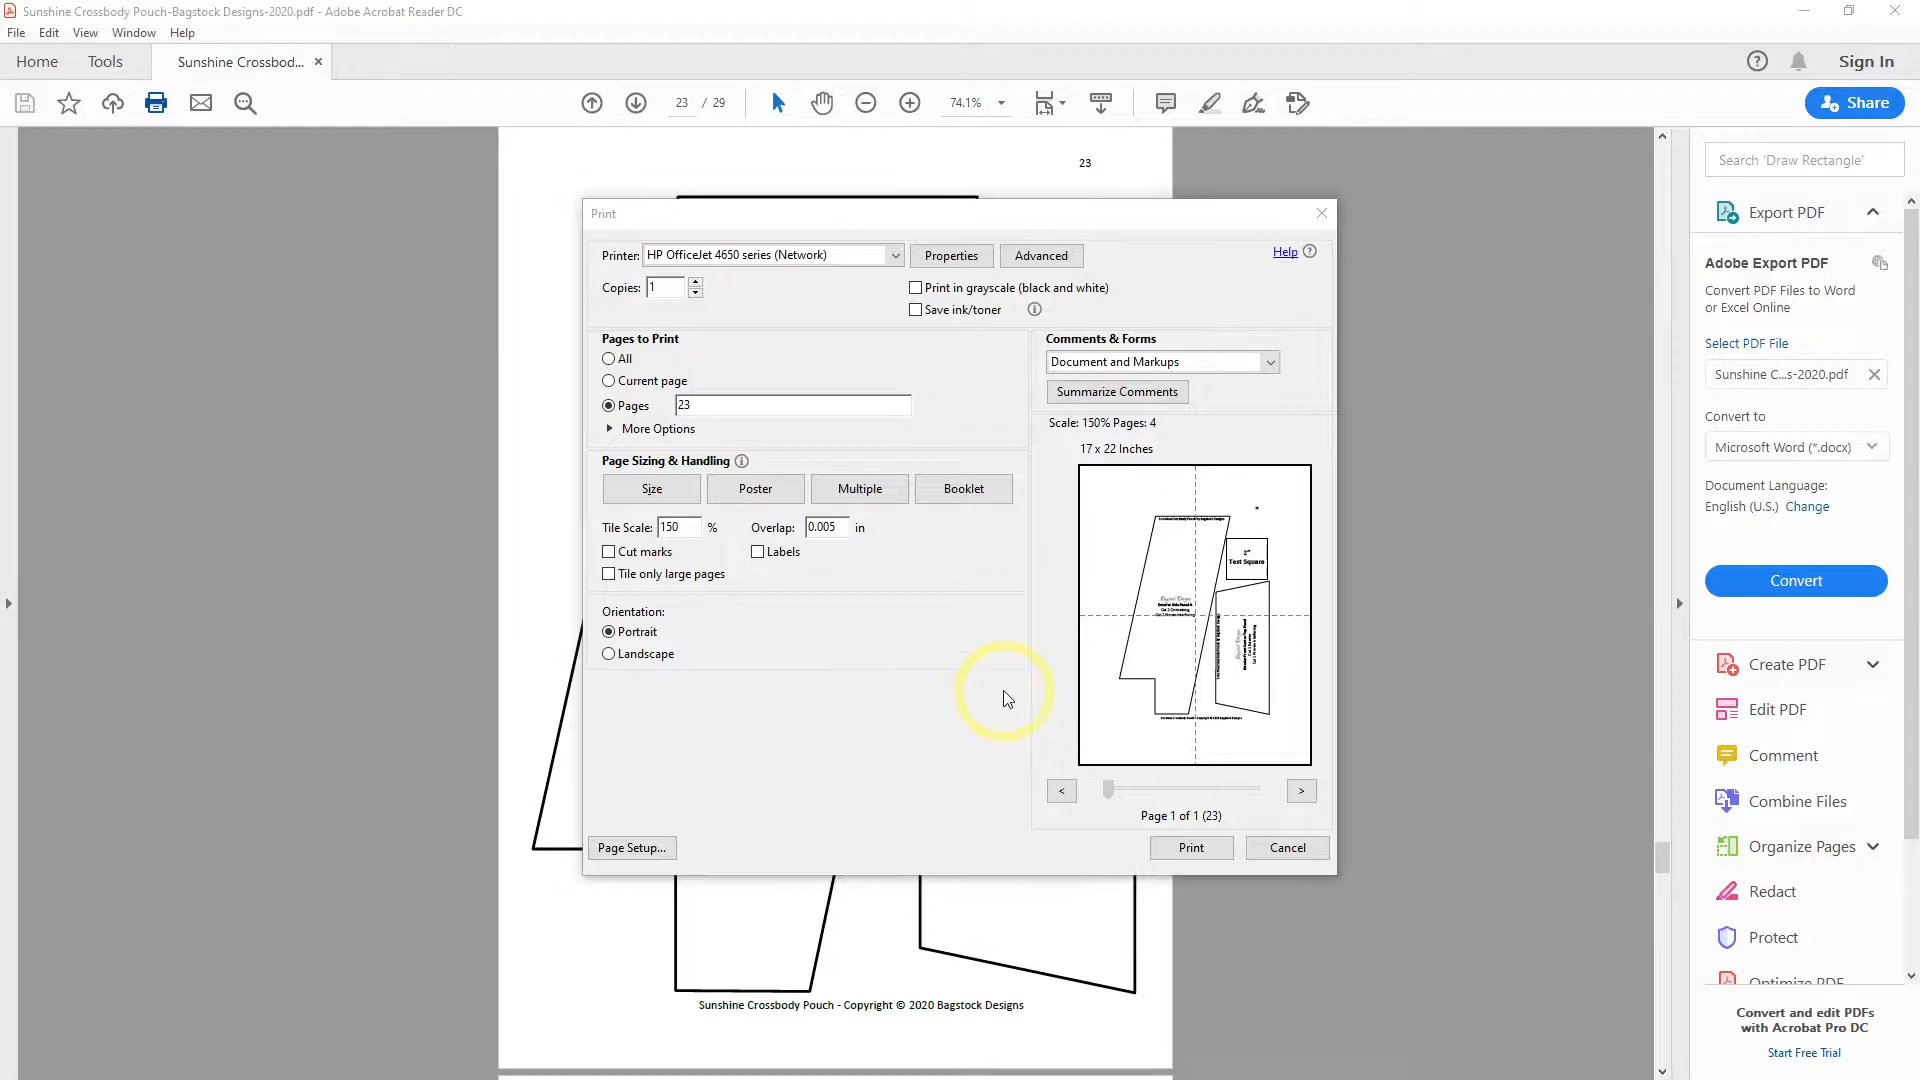 Sunshine Crossbody Pouch-Bagstock Designs-2020.pdf - Adobe Acrobat Reader DC
File Edit View Window Help
Home Tools Sunshine Crossbod... × Sign In
23 / 29 74.1% Share
23
Print
Printer: HP OfficeJet 4650 series (Network) Properties Advanced Help
Copies: 1 Print in grayscale (black and white)
Save ink/toner
Pages to Print
All
Current page
Pages 23
More Options
Comments & Forms
Document and Markups
Summarize Comments
Page Sizing & Handling
Size Poster Multiple Booklet
Tile Scale: 150 % Overlap: 0.005 in
Cut marks Labels
Tile only large pages
Orientation:
Portrait
Landscape
Scale: 150% Pages: 4
17 x 22 Inches
2"
Test Square
< >
Page 1 of 1 (23)
Page Setup... Print Cancel
Sunshine Crossbody Pouch - Copyright © 2020 Bagstock Designs
Search 'Draw Rectangle'
Export PDF
Adobe Export PDF
Convert PDF Files to Word
or Excel Online
Select PDF File
Sunshine C...s-2020.pdf
Convert to
Microsoft Word (*.docx)
Document Language:
English (U.S.) Change
Convert
Create PDF
Edit PDF
Comment
Combine Files
Organize Pages
Redact
Protect
Optimize PDF
Convert and edit PDFs
with Acrobat Pro DC
Start Free Trial